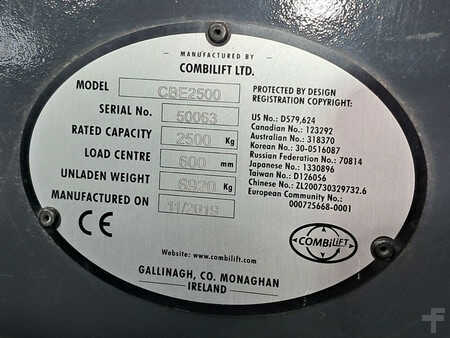 MANUFACTURED BY
COMBILIFT LTD.
MODEL CBE2500
SERIAL No. 50063
RATED CAPACITY 2500 Kg
LOAD CENTRE 600 mm
UNLADEN WEIGHT Kg
MANUFACTURED ON 11/2019
PROTECTED BY DESIGN
REGISTRATION COPYRIGHT:
US No.: D579,624
Canadian No.: 123292
Australian No.: 318370
Korean No.: 30-0516087
Russian Federation No.: 70814
Japanese No.: 1330896
Taiwan No.: D126056
Chinese No.: ZL200730329732.6
European Community No.:
000725668-0001
CE
COMBiLiFT
Website: www.combilift.com
GALLINAGH, CO. MONAGHAN
IRELAND